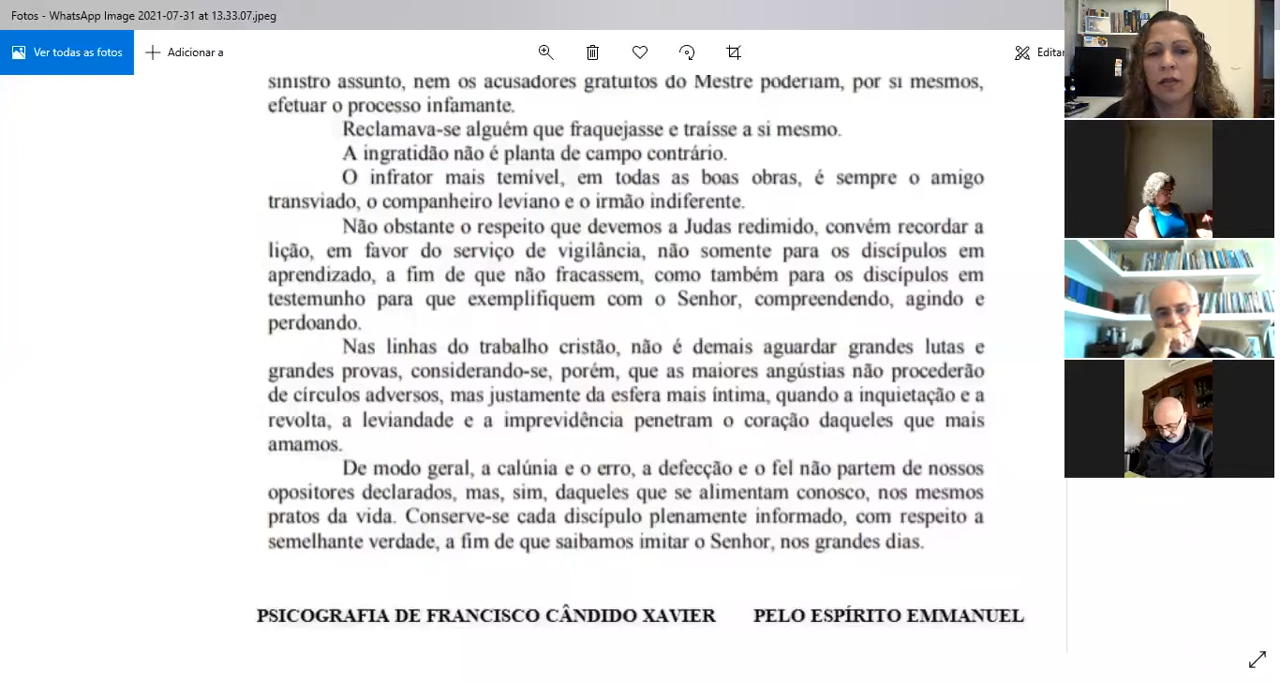 Fotos - WhatsApp Image 2021-07-31 at 13.33.07.jpeg
Ver todas as fotos
Adicionar a
Editar
sinistro assunto, nem os acusadores gratuitos do Mestre poderiam, por si mesmos,
efetuar o processo infamante.
Reclamava-se alguém que fraquejasse e traísse a si mesmo.
A ingratidão não é planta de campo contrário.
O infrator mais temível, em todas as boas obras, é sempre o amigo
transviado, o companheiro leviano e o irmão indiferente.
Não obstante o respeito que devemos a Judas redimido, convém recordar a
lição, em favor do serviço de vigilância, não somente para os discípulos em
aprendizado, a fim de que não fracassem, como também para os discípulos em
testemunho para que exemplifiquem com o Senhor, compreendendo, agindo e
perdoando.
Nas linhas do trabalho cristão, não é demais aguardar grandes lutas e
grandes provas, considerando-se, porém, que as maiores angústias não procederão
de círculos adversos, mas justamente da esfera mais íntima, quando a inquietação e a
revolta, a leviandade e a imprevidência penetram o coração daqueles que mais
amamos.
De modo geral, a calúnia e o erro, a defecção e o fel não partem de nossos
opositores declarados, mas, sim, daqueles que se alimentam conosco, nos mesmos
pratos da vida. Conserve-se cada discípulo plenamente informado, com respeito a
semelhante verdade, a fim de que saibamos imitar o Senhor, nos grandes dias.
PSICOGRAFIA DE FRANCISCO CÂNDIDO XAVIER PELO ESPÍRITO EMMANUEL